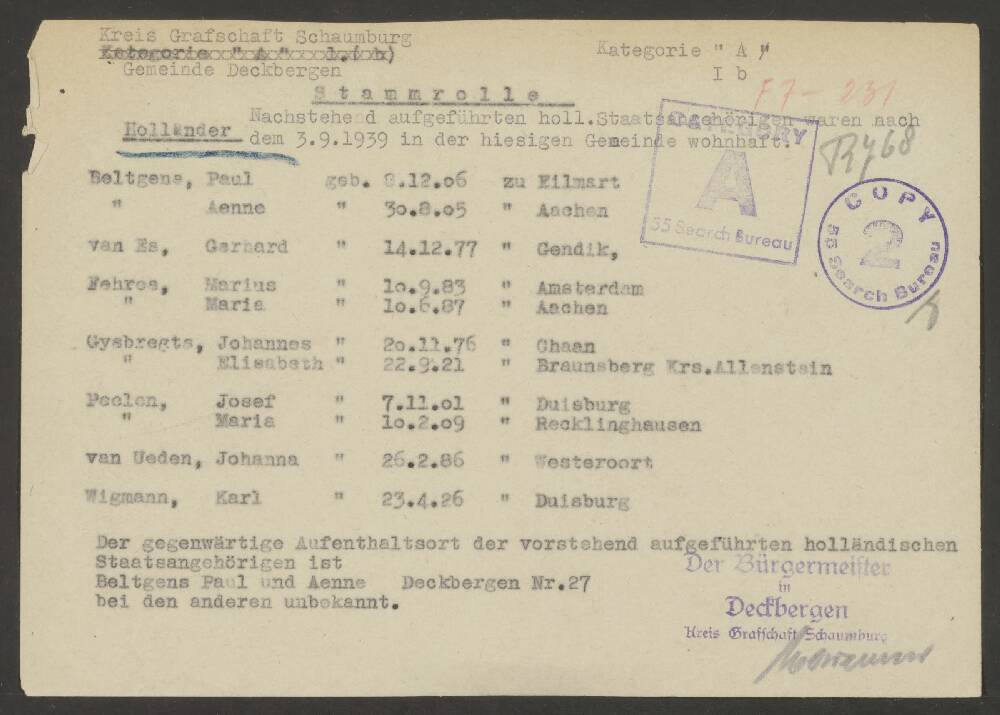 Kreis Grafschaft Schaumburg
Kategorie " A " 1.( b)
Gemeinde Deckbergen
Kategorie " A "
I b
F7- 231
Stammrolle
Nachstehend aufgeführten holl.Staatsangehörigen waren nach
Holländer dem 3.9.1939 in der hiesigen Gemeinde wohnhaft.
CATEGORY
A
55 Search Bureau
R768
COPY
2
55 Search Bureau
Beltgens, Paul geb. 8.12.06 zu Eilmart
" Aenne " 30.8.05 " Aachen
van Es, Gerhard " 14.12.77 " Gendik,
Fehres, Marius " 10.9.83 " Amsterdam
" Maria " 10.6.87 " Aachen
Gysbregts, Johannes " 20.11.76 " Chaan
" Elisabeth " 22.9.21 " Braunsberg Krs.Allenstein
Peelen, Josef " 7.11.01 " Duisburg
" Maria " 10.2.09 " Recklinghausen
van Ueden, Johanna " 26.2.86 " Westeroort
Wigmann, Karl " 23.4.26 " Duisburg
Der gegenwärtige Aufenthaltsort der vorstehend aufgeführten holländischen
Staatsangehörigen ist
Beltgens Paul und Aenne Deckbergen Nr.27
bei den anderen unbekannt.
Der Bürgermeister
in
Deckbergen
Kreis Grafschaft Schaumburg